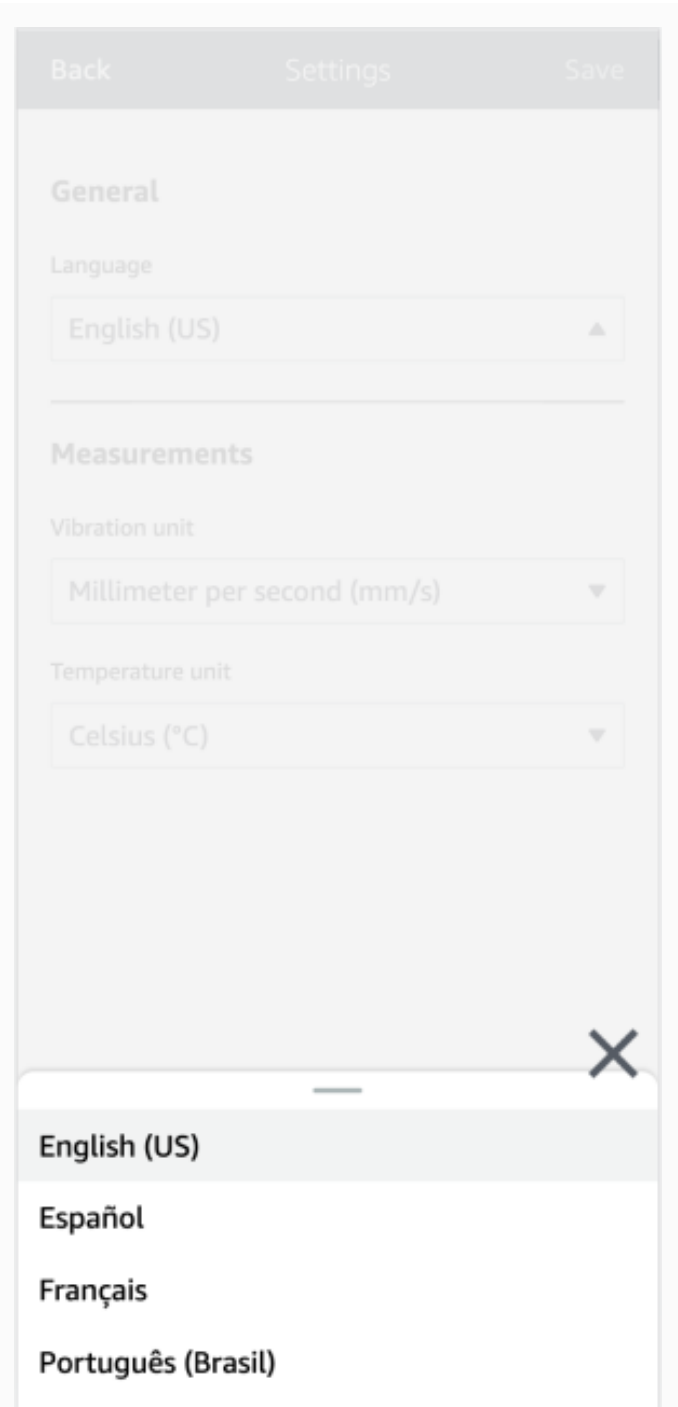 Back Settings Save
General
Language
English (US)
Measurements
Vibration unit
Millimeter per second (mm/s)
Temperature unit
Celsius (°C)
English (US)
Español
Français
Português (Brasil)